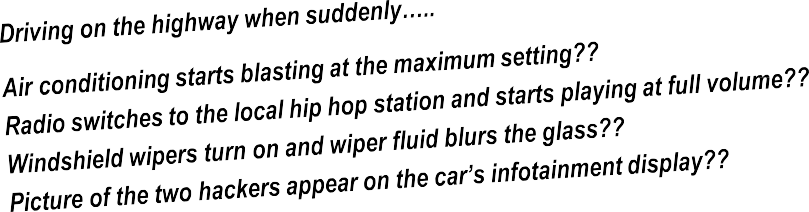 Driving on the highway when suddenly…..
Air conditioning starts blasting at the maximum setting??
Radio switches to the local hip hop station and starts playing at full volume??
Windshield wipers turn on and wiper fluid blurs the glass??
Picture of the two hackers appear on the car’s infotainment display??